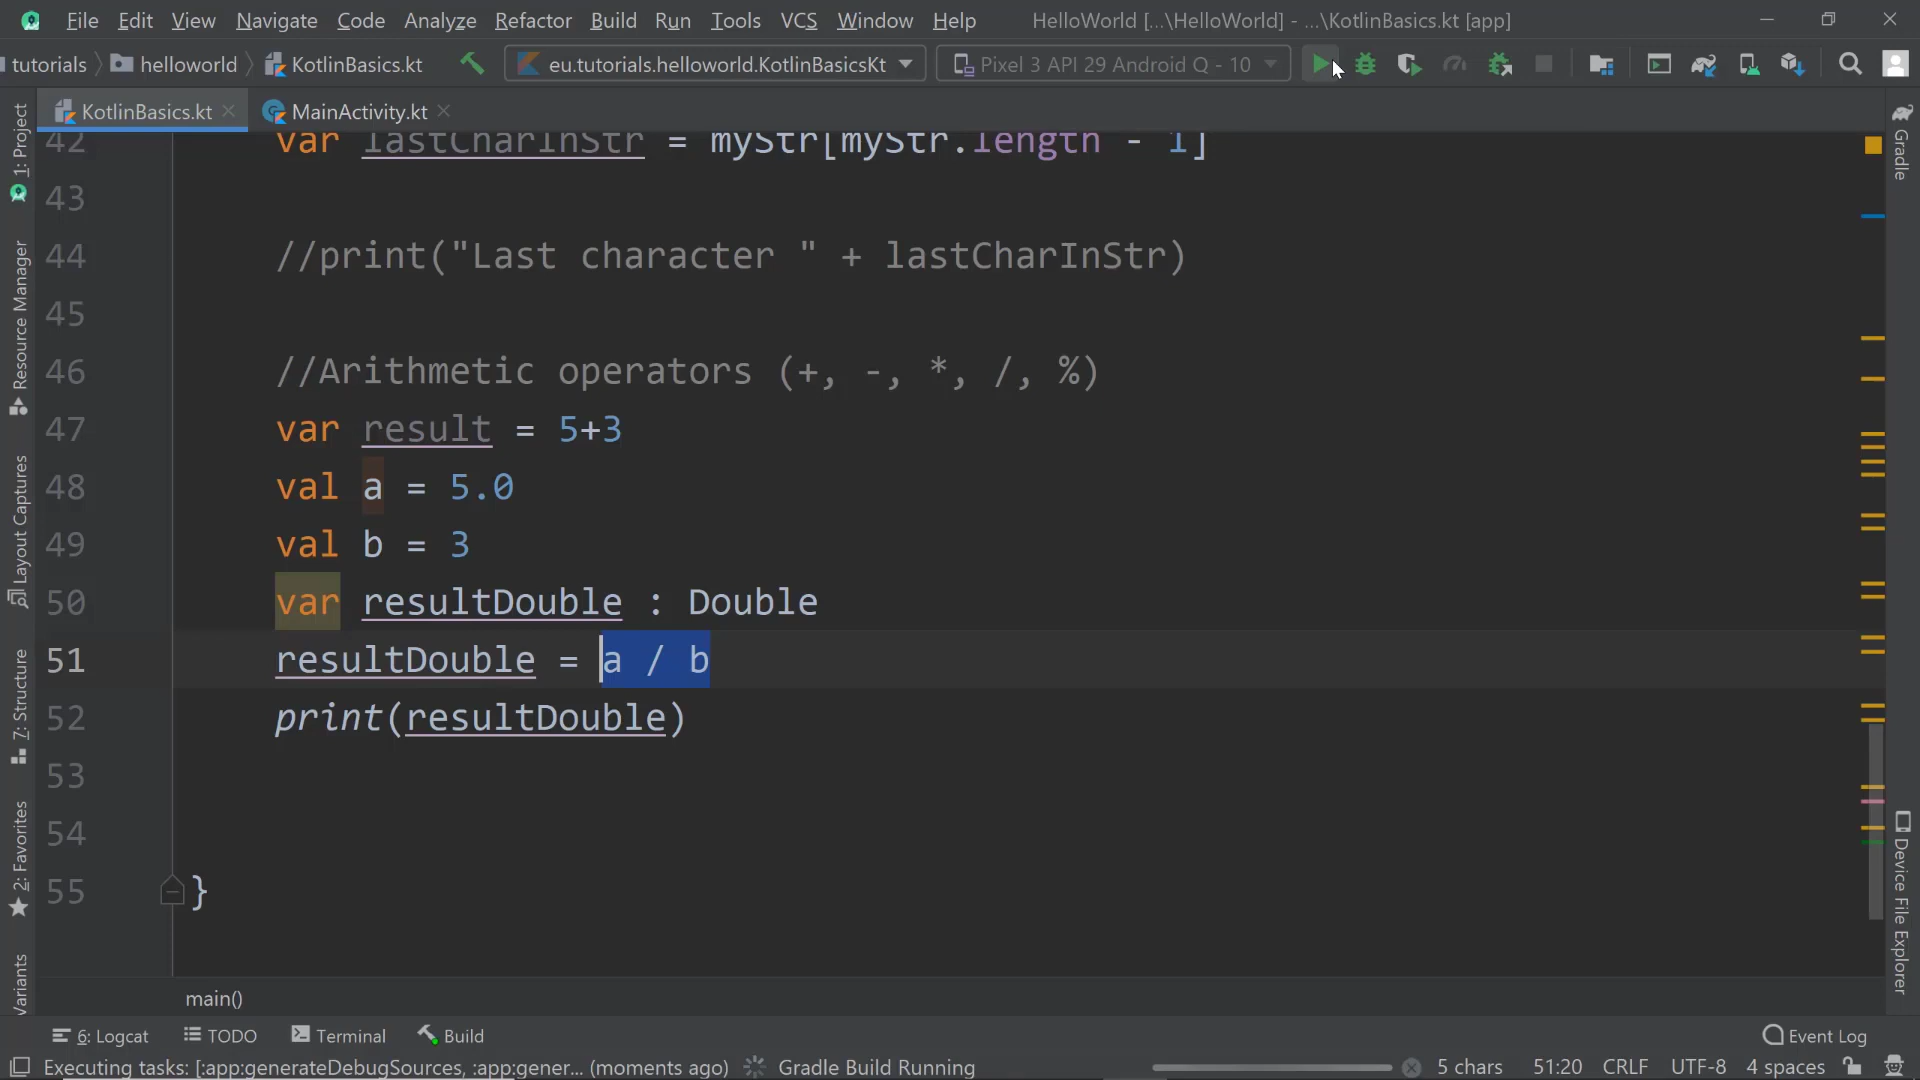 File Edit View Navigate Code Analyze Refactor Build Run Tools VCS Window Help HelloWorld [...\HelloWorld] - ...\KotlinBasics.kt [app]
tutorials helloworld KotlinBasics.kt eu.tutorials.helloworld.KotlinBasicsKt Pixel 3 API 29 Android Q - 10
KotlinBasics.kt MainActivity.kt
1: Project
Resource Manager
Layout Captures
7: Structure
2: Favorites
Variants
42 var lastCharInStr = myStr[myStr.length - 1]
43
44 //print("Last character " + lastCharInStr)
45
46 //Arithmetic operators (+, -, *, /, %)
47 var result = 5+3
48 val a = 5.0
49 val b = 3
50 var resultDouble : Double
51 resultDouble = a / b
52 print(resultDouble)
53
54
55 }
main()
Gradle
Device File Explorer
6: Logcat TODO Terminal Build Event Log
Executing tasks: [:app:generateDebugSources, :app:gener... (moments ago) Gradle Build Running 5 chars 51:20 CRLF UTF-8 4 spaces